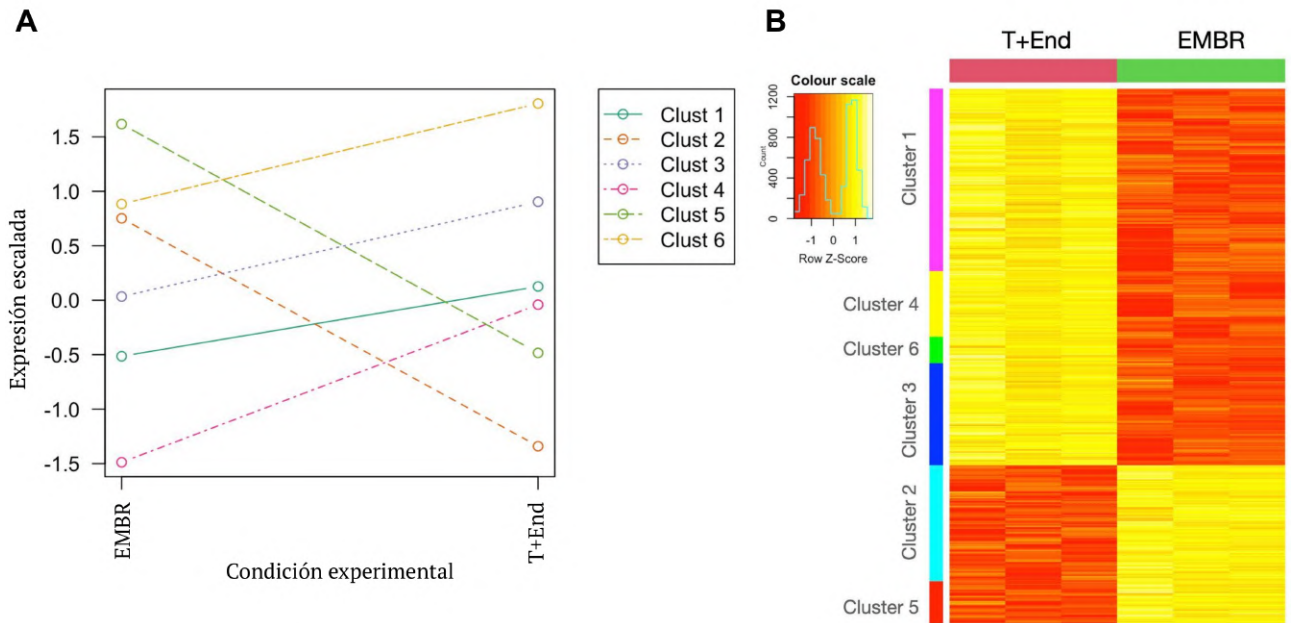 A
1.5
1.0
0.5
0.0
-0.5
-1.0
-1.5
Expresión escalada
EMBR
T+End
Condición experimental
Clust 1
Clust 2
Clust 3
Clust 4
Clust 5
Clust 6
B
T+End
EMBR
Colour scale
1200
800
400
0
Count
-1
0
1
Row Z-Score
Cluster 1
Cluster 4
Cluster 6
Cluster 3
Cluster 2
Cluster 5